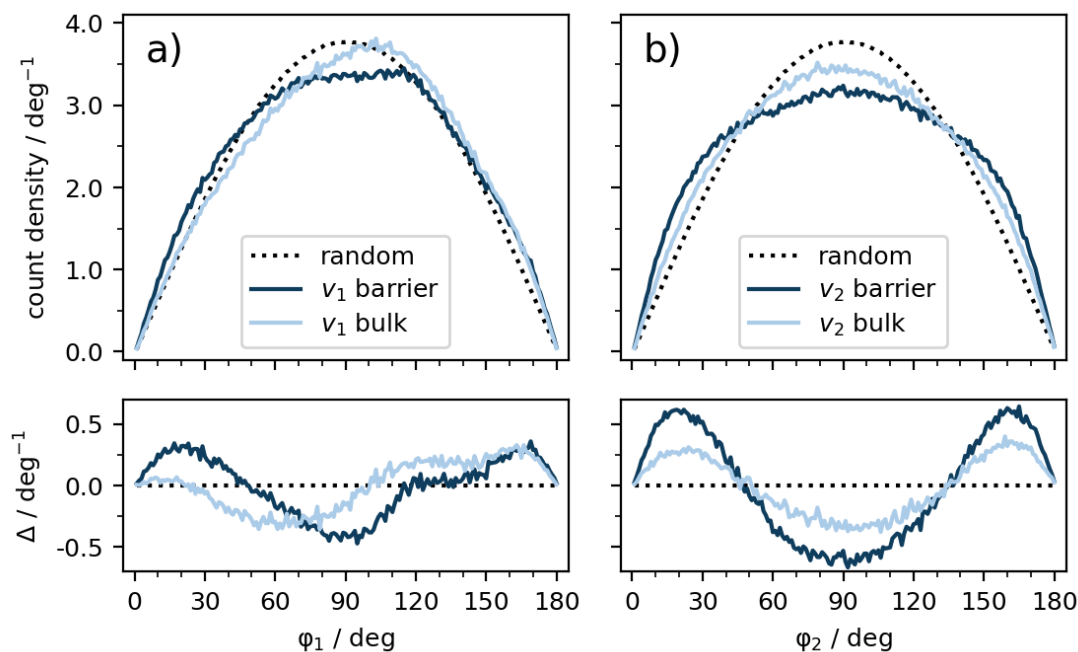 a)
b)
count density / deg⁻¹
4.0
3.0
2.0
1.0
0.0
random
v₁ barrier
v₁ bulk
random
v₂ barrier
v₂ bulk
Δ / deg⁻¹
0.5
0.0
-0.5
0 30 60 90 120 150 180
0 30 60 90 120 150 180
φ₁ / deg
φ₂ / deg